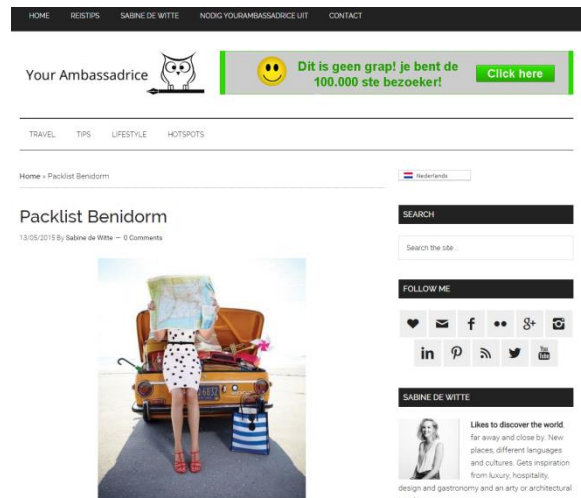 HOME REISTIPS SABINE DE WITTE NODIG YOURAMBASSADRICE UIT CONTACT
Your Ambassadrice
Dit is geen grap! je bent de
100.000 ste bezoeker!
Click here
TRAVEL TIPS LIFESTYLE HOTSPOTS
Home » Packlist Benidorm
Nederlands
Packlist Benidorm
13/05/2015 By Sabine de Witte — 0 Comments
SEARCH
Search the site ..
FOLLOW ME
f 8+
in You Tube
SABINE DE WITTE
Likes to discover the world,
far away and close by. New
places, different languages
and cultures. Gets inspiration
from luxury, hospitality,
design and gastronomy and an arty or architectural